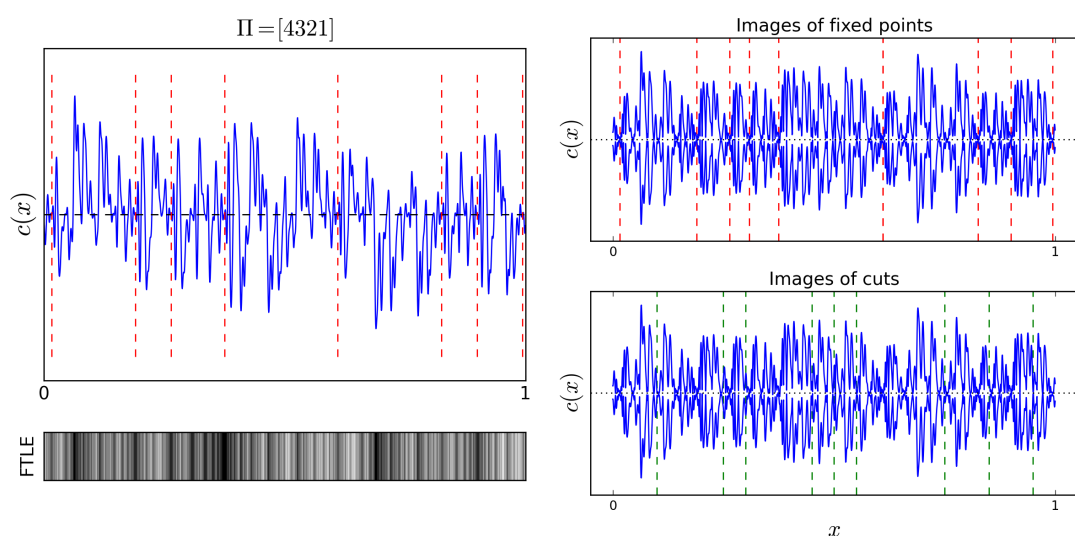 Π=[4321]
c(x)
0 1
FTLE
Images of fixed points
c(x)
0 1
Images of cuts
c(x)
0 1
x